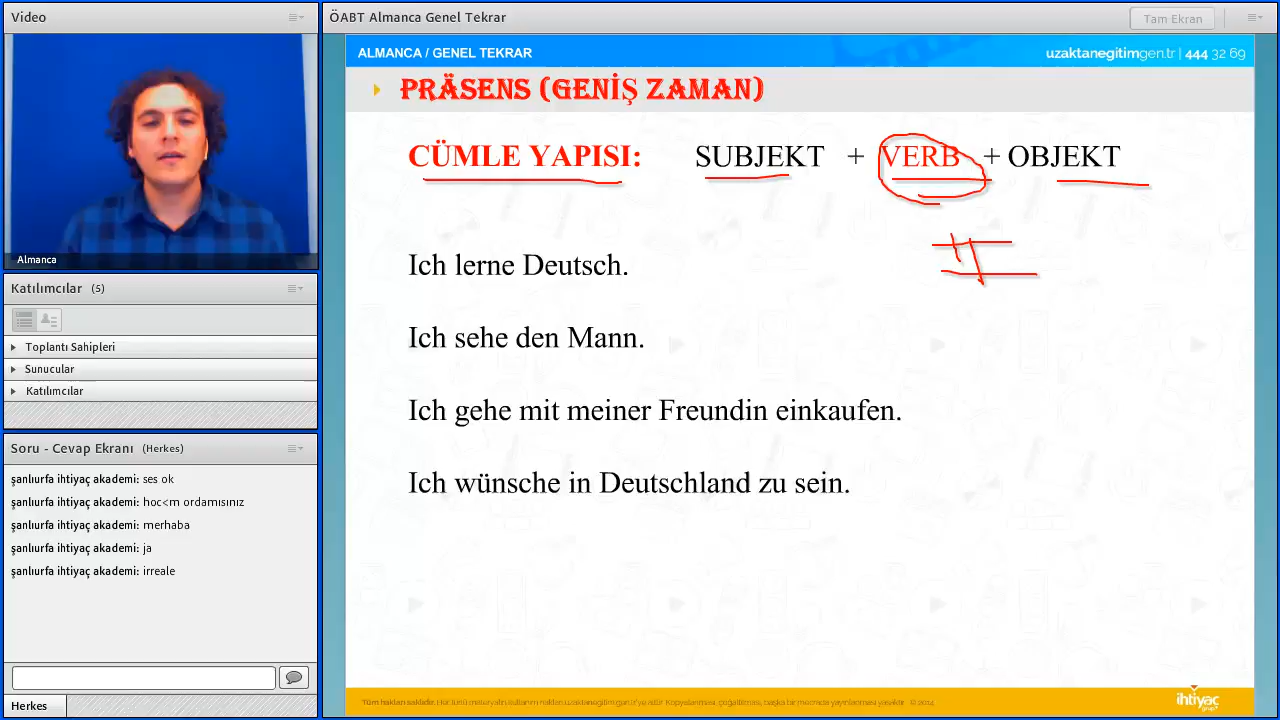 Video
Almanca
Katılımcılar (5)
Toplantı Sahipleri
Sunucular
Katılımcılar
Soru - Cevap Ekranı (Herkes)
şanlıurfa ihtiyaç akademi: ses ok
şanlıurfa ihtiyaç akademi: hoc<m ordamısınız
şanlıurfa ihtiyaç akademi: merhaba
şanlıurfa ihtiyaç akademi: ja
şanlıurfa ihtiyaç akademi: irreale
Herkes
ÖABT Almanca Genel Tekrar
Tam Ekran
ALMANCA / GENEL TEKRAR
uzaktanegitimgen.tr | 444 32 69
PRÄSENS (GENİŞ ZAMAN)
CÜMLE YAPISI: SUBJEKT + VERB + OBJEKT
Ich lerne Deutsch.
Ich sehe den Mann.
Ich gehe mit meiner Freundin einkaufen.
Ich wünsche in Deutschland zu sein.
Tüm hakları saklıdır.
© 2014
ihtiyaç